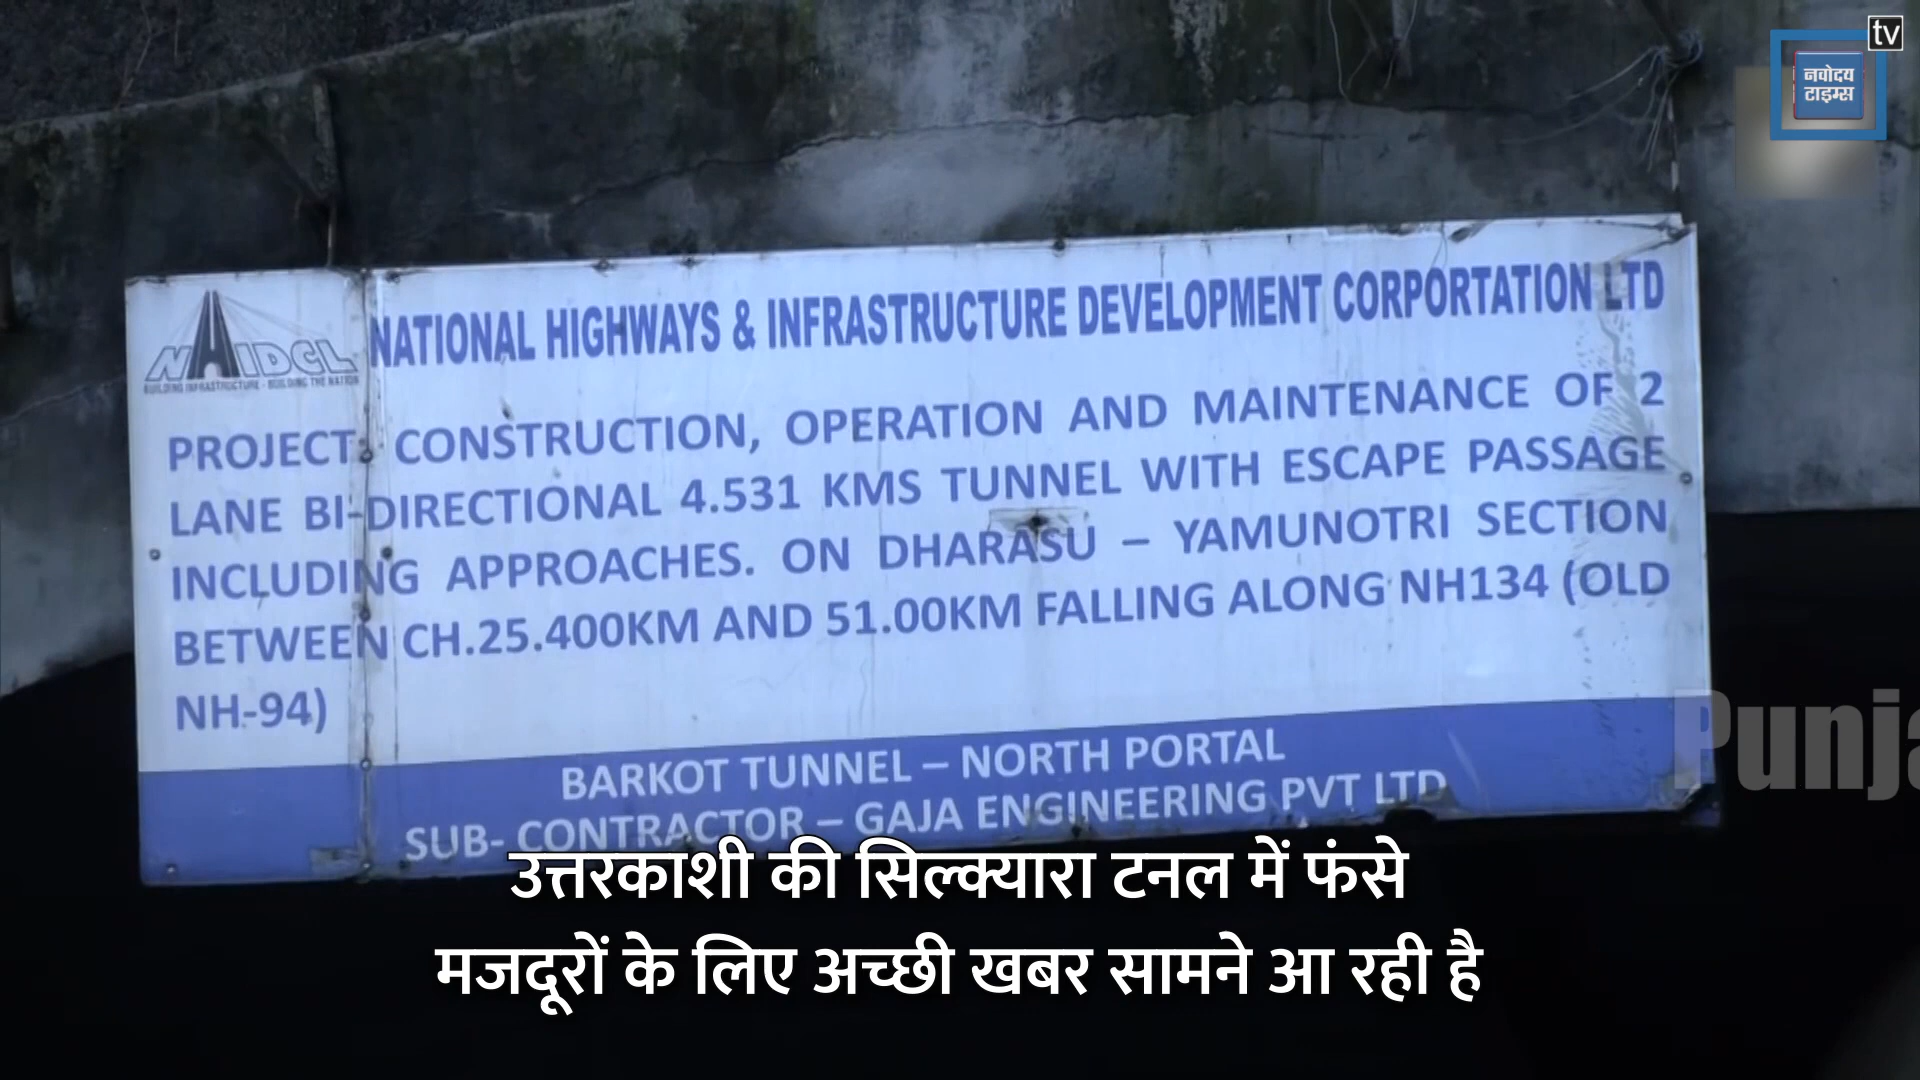 tv
नवोदय
टाइम्स
NHIDCL
BUILDING INFRASTRUCTURE - BUILDING THE NATION
NATIONAL HIGHWAYS & INFRASTRUCTURE DEVELOPMENT CORPORTATION LTD
PROJECT: CONSTRUCTION, OPERATION AND MAINTENANCE OF 2
LANE BI-DIRECTIONAL 4.531 KMS TUNNEL WITH ESCAPE PASSAGE
INCLUDING APPROACHES. ON DHARASU – YAMUNOTRI SECTION
BETWEEN CH.25.400KM AND 51.00KM FALLING ALONG NH134 (OLD
NH-94)
Punja
BARKOT TUNNEL – NORTH PORTAL
SUB- CONTRACTOR – GAJA ENGINEERING PVT LTD
उत्तरकाशी की सिल्क्यारा टनल में फंसे
मजदूरों के लिए अच्छी खबर सामने आ रही है